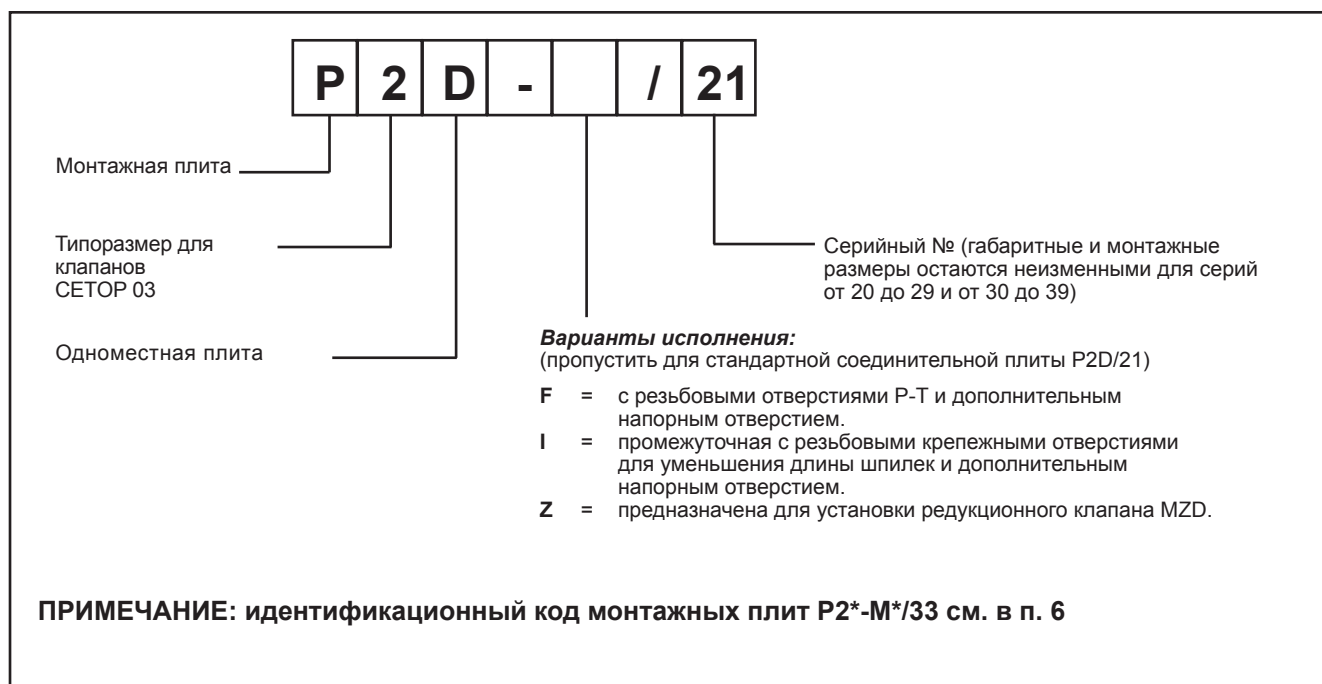 P 2 D - / 21
Монтажная плита
Типоразмер для
клапанов
CETOP 03
Одноместная плита
Серийный № (габаритные и монтажные
размеры остаются неизменными для серий
от 20 до 29 и от 30 до 39)
Варианты исполнения:
(пропустить для стандартной соединительной плиты P2D/21)
F = с резьбовыми отверстиями P-T и дополнительным
напорным отверстием.
I = промежуточная с резьбовыми крепежными отверстиями
для уменьшения длины шпилек и дополнительным
напорным отверстием.
Z = предназначена для установки редукционного клапана MZD.
ПРИМЕЧАНИЕ: идентификационный код монтажных плит P2*-M*/33 см. в п. 6